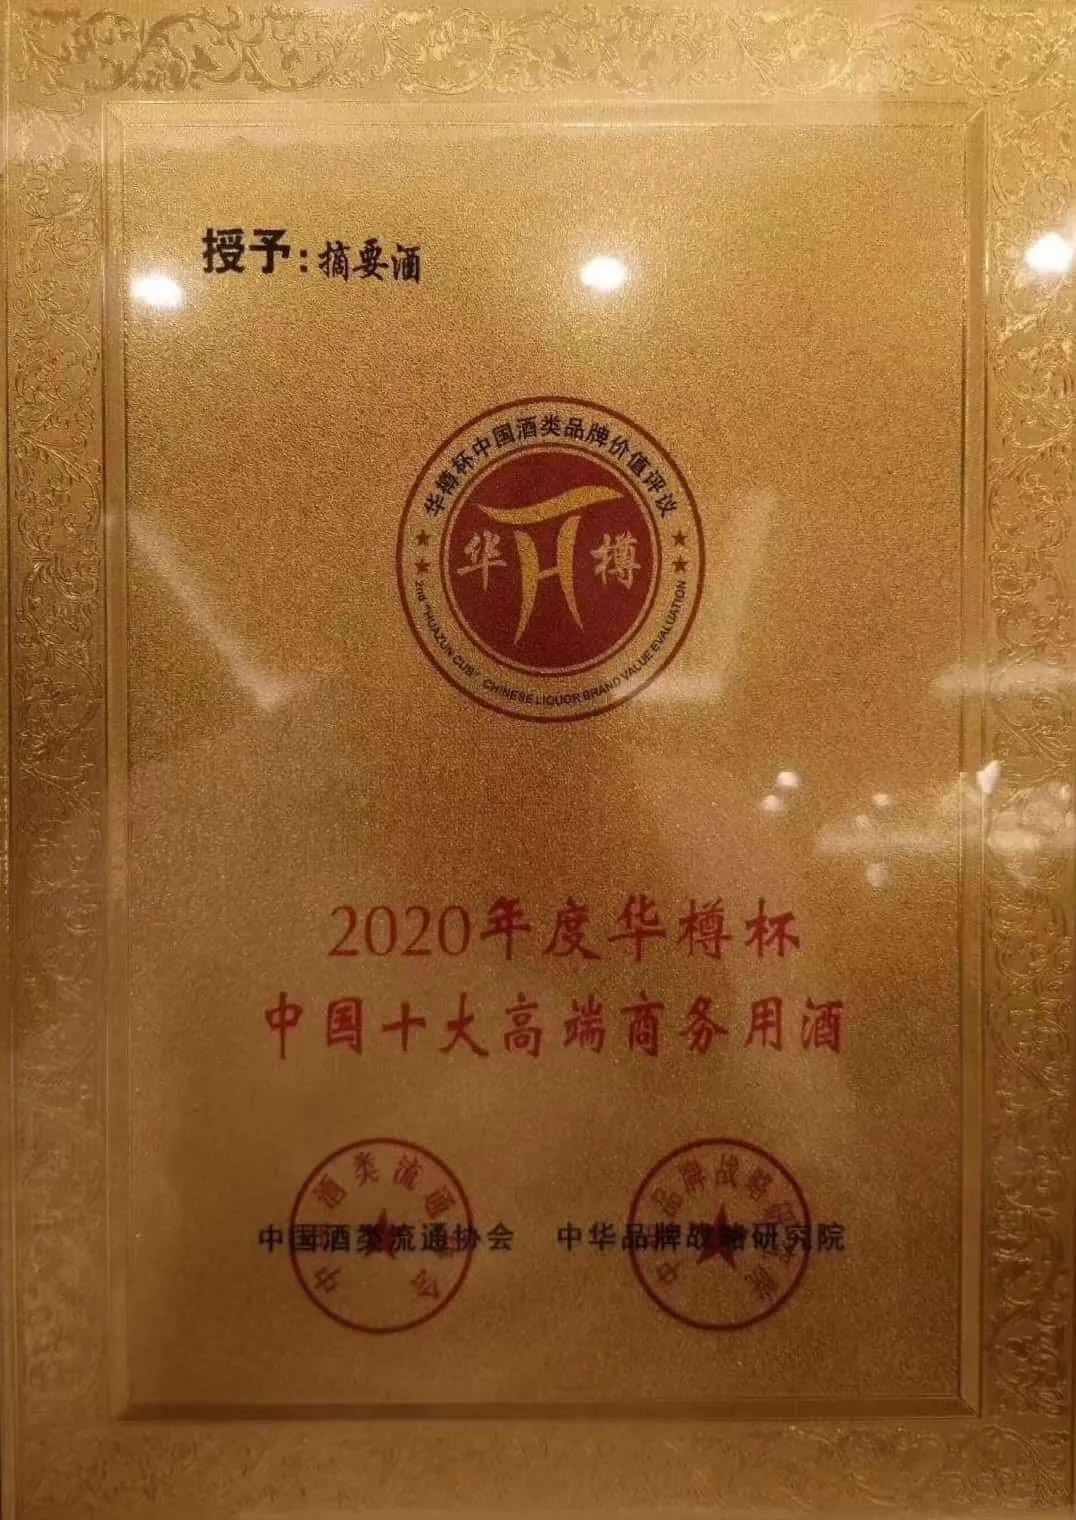 授予:摘要酒
华樽杯中国酒类品牌价值评议
华 樽
2nd "HUAZUN CUB" CHINESE LIQUOR BRAND VALUE EVALUATION
2020年度华樽杯
中国十大高端商务用酒
中国酒类流通协会 中华品牌战略研究院